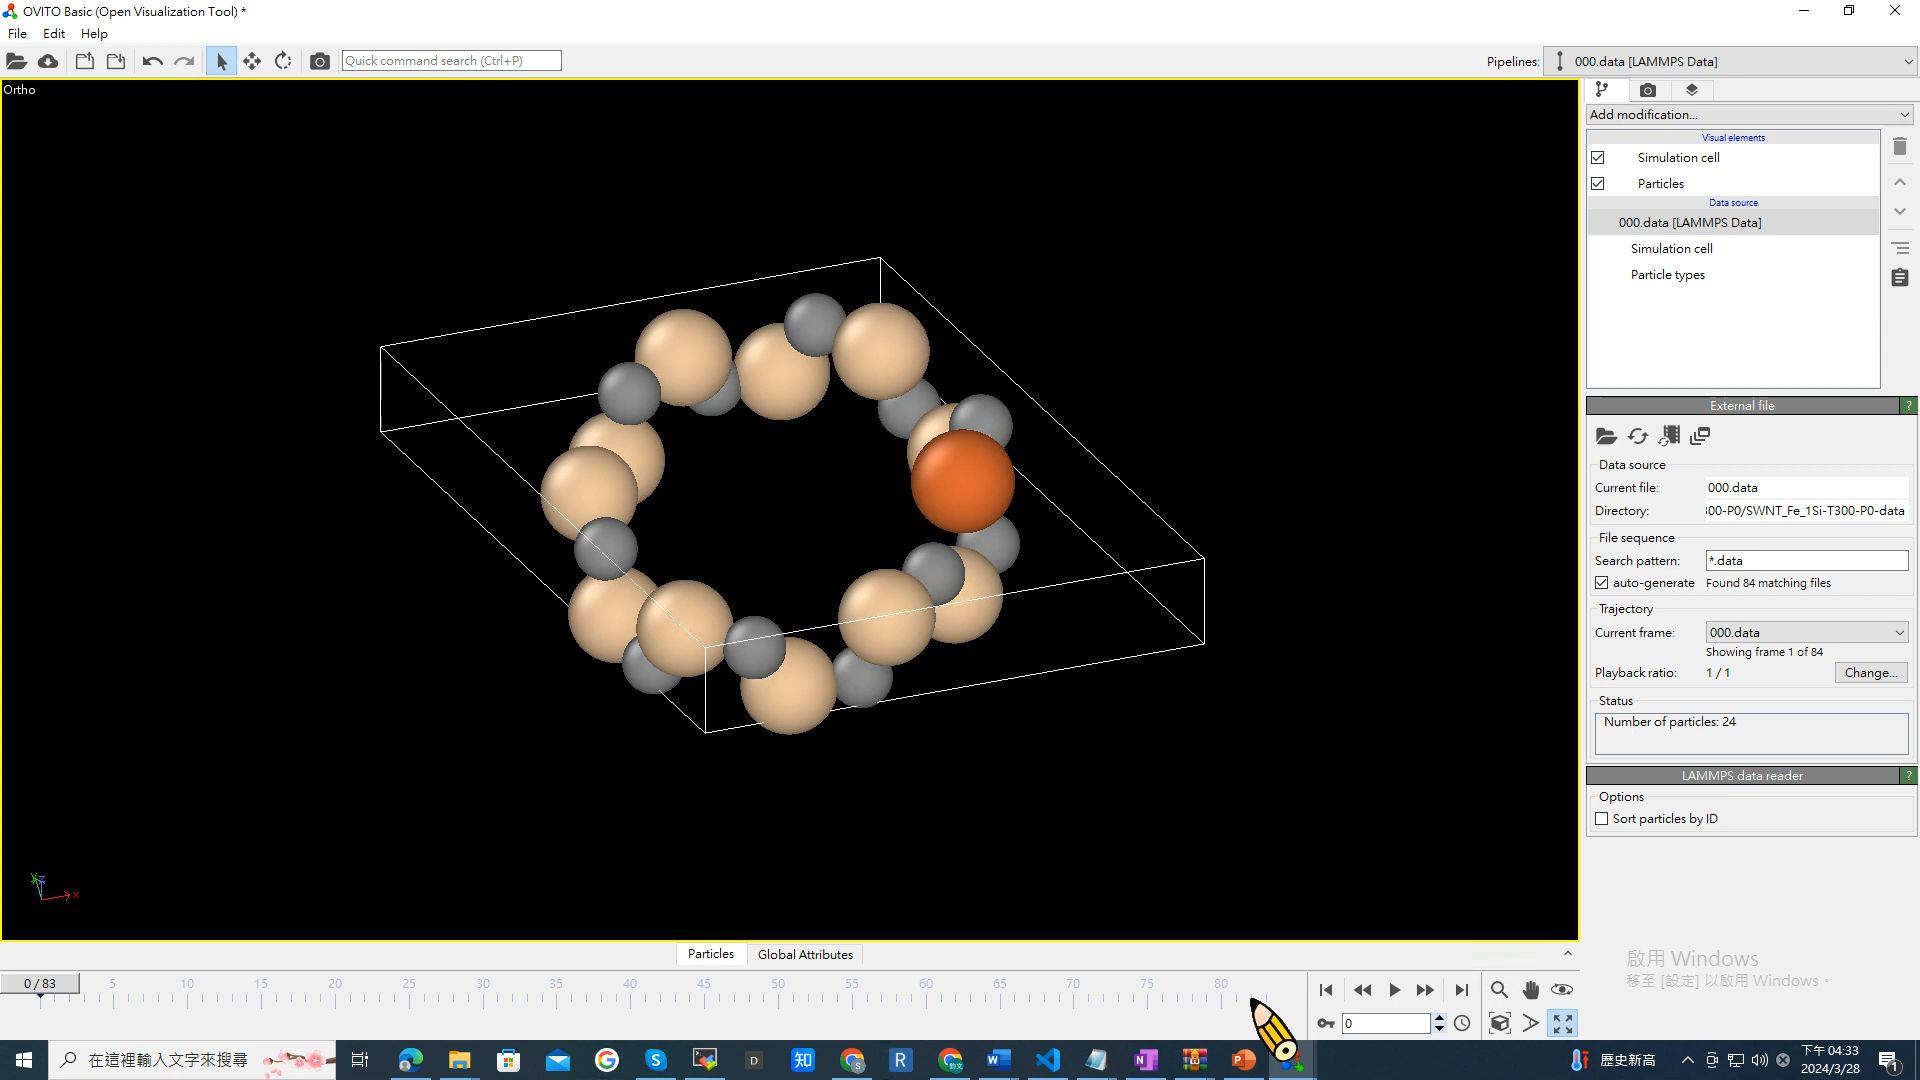 OVITO Basic (Open Visualization Tool) *
File Edit Help
Quick command search (Ctrl+P)
Pipelines: 000.data [LAMMPS Data]
Ortho
Add modification...
Visual elements
Simulation cell
Particles
Data source
000.data [LAMMPS Data]
Simulation cell
Particle types
External file ?
Data source
Current file: 000.data
Directory: 300-P0/SWNT_Fe_1Si-T300-P0-data
File sequence
Search pattern: *.data
auto-generate Found 84 matching files
Trajectory
Current frame: 000.data
Showing frame 1 of 84
Playback ratio: 1 / 1 Change...
Status
Number of particles: 24
LAMMPS data reader ?
Options
Sort particles by ID
x
Particles Global Attributes
0 / 83 5 10 15 20 25 30 35 40 45 50 55 60 65 70 75 80
0
啟用 Windows
移至 [設定] 以啟用 Windows。
在這裡輸入文字來搜尋
歷史新高
下午 04:33
2024/3/28
1